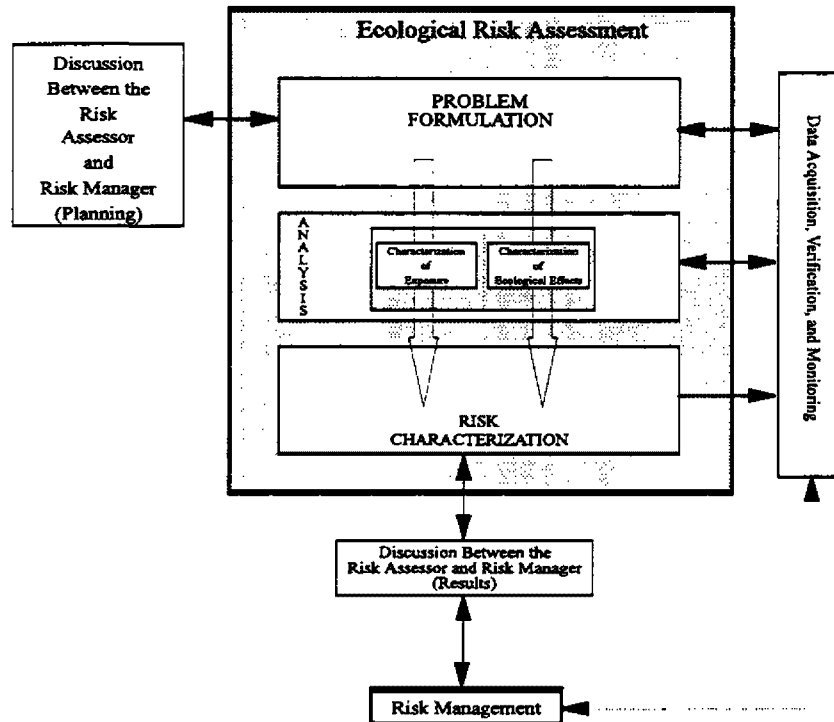 Ecological Risk Assessment
Discussion
Between the
Risk
Assessor
and
Risk Manager
(Planning)
PROBLEM
FORMULATION
ANALYSIS
Characterization
of
Exposure
Characterization
of
Ecological Effects
RISK
CHARACTERIZATION
Data Acquisition, Verification, and Monitoring
Discussion Between the
Risk Assessor and Risk Manager
(Results)
Risk Management